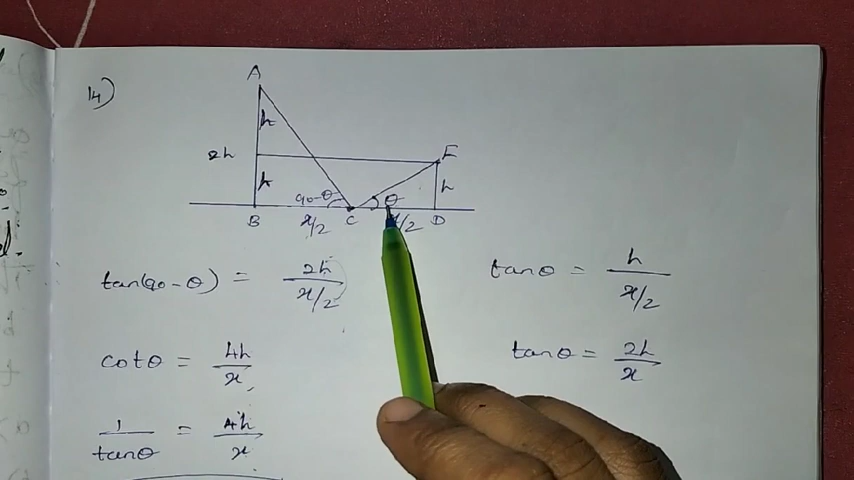 14)
A
h
2h
E
h
h
90-θ
θ
B
x/2
C
x/2
D
tan(90-θ) = 2h / x/2
tanθ = h / x/2
cotθ = 4h / x
tanθ = 2h / x
1 / tanθ = 4h / x